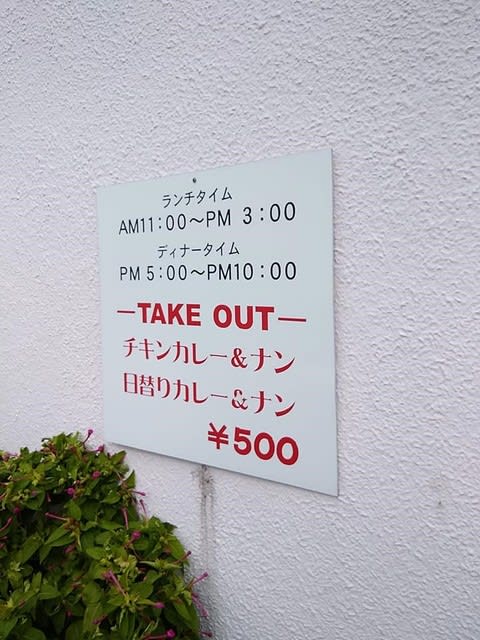 ランチタイム
AM11:00～PM 3:00
ディナータイム
PM 5:00～PM10:00
—TAKE OUT—
チキンカレー&ナン
日替りカレー&ナン
¥500